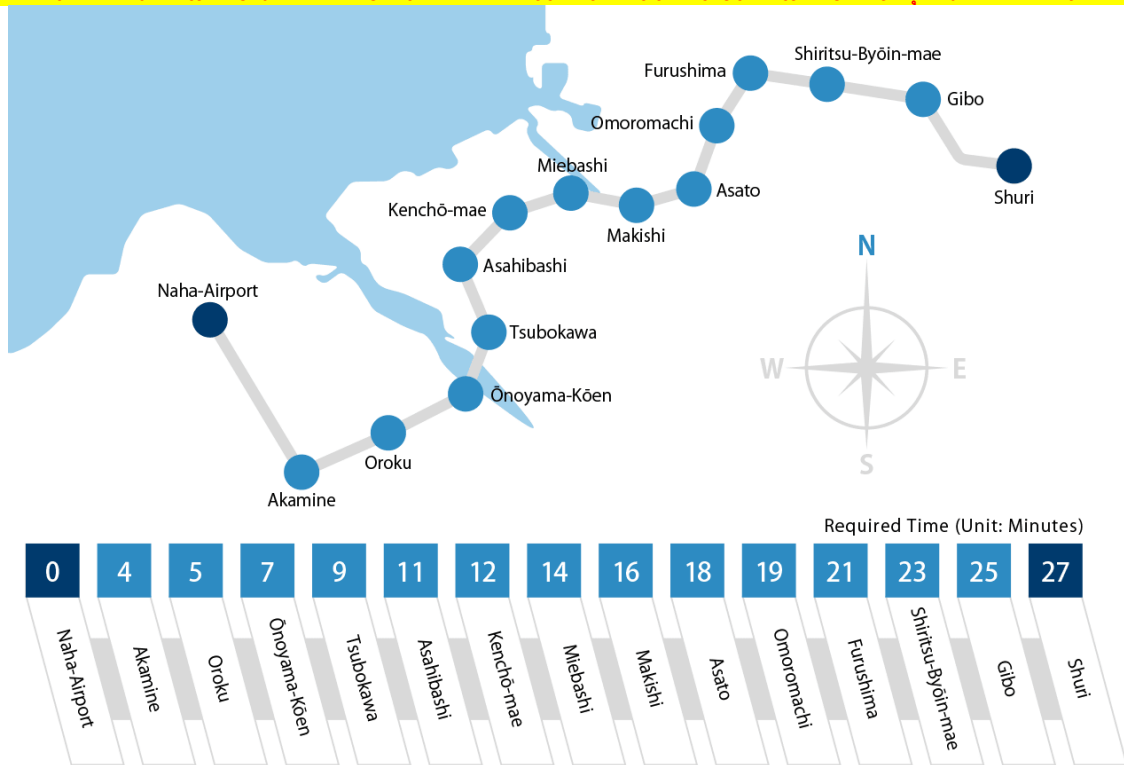 Shiritsu-Byōin-mae
Furushima
Gibo
Omoromachi
Miebashi
Asato
Shuri
Kenchō-mae
Makishi
N
Asahibashi
Naha-Airport
Tsubokawa
W
E
Ōnoyama-Kōen
Oroku
S
Akamine
Required Time (Unit: Minutes)
0 4 5 7 9 11 12 14 16 18 19 21 23 25 27
Naha-Airport
Akamine
Oroku
Ōnoyama-Kōen
Tsubokawa
Asahibashi
Kenchō-mae
Miebashi
Makishi
Asato
Omoromachi
Furushima
Shiritsu-Byōin-mae
Gibo
Shuri